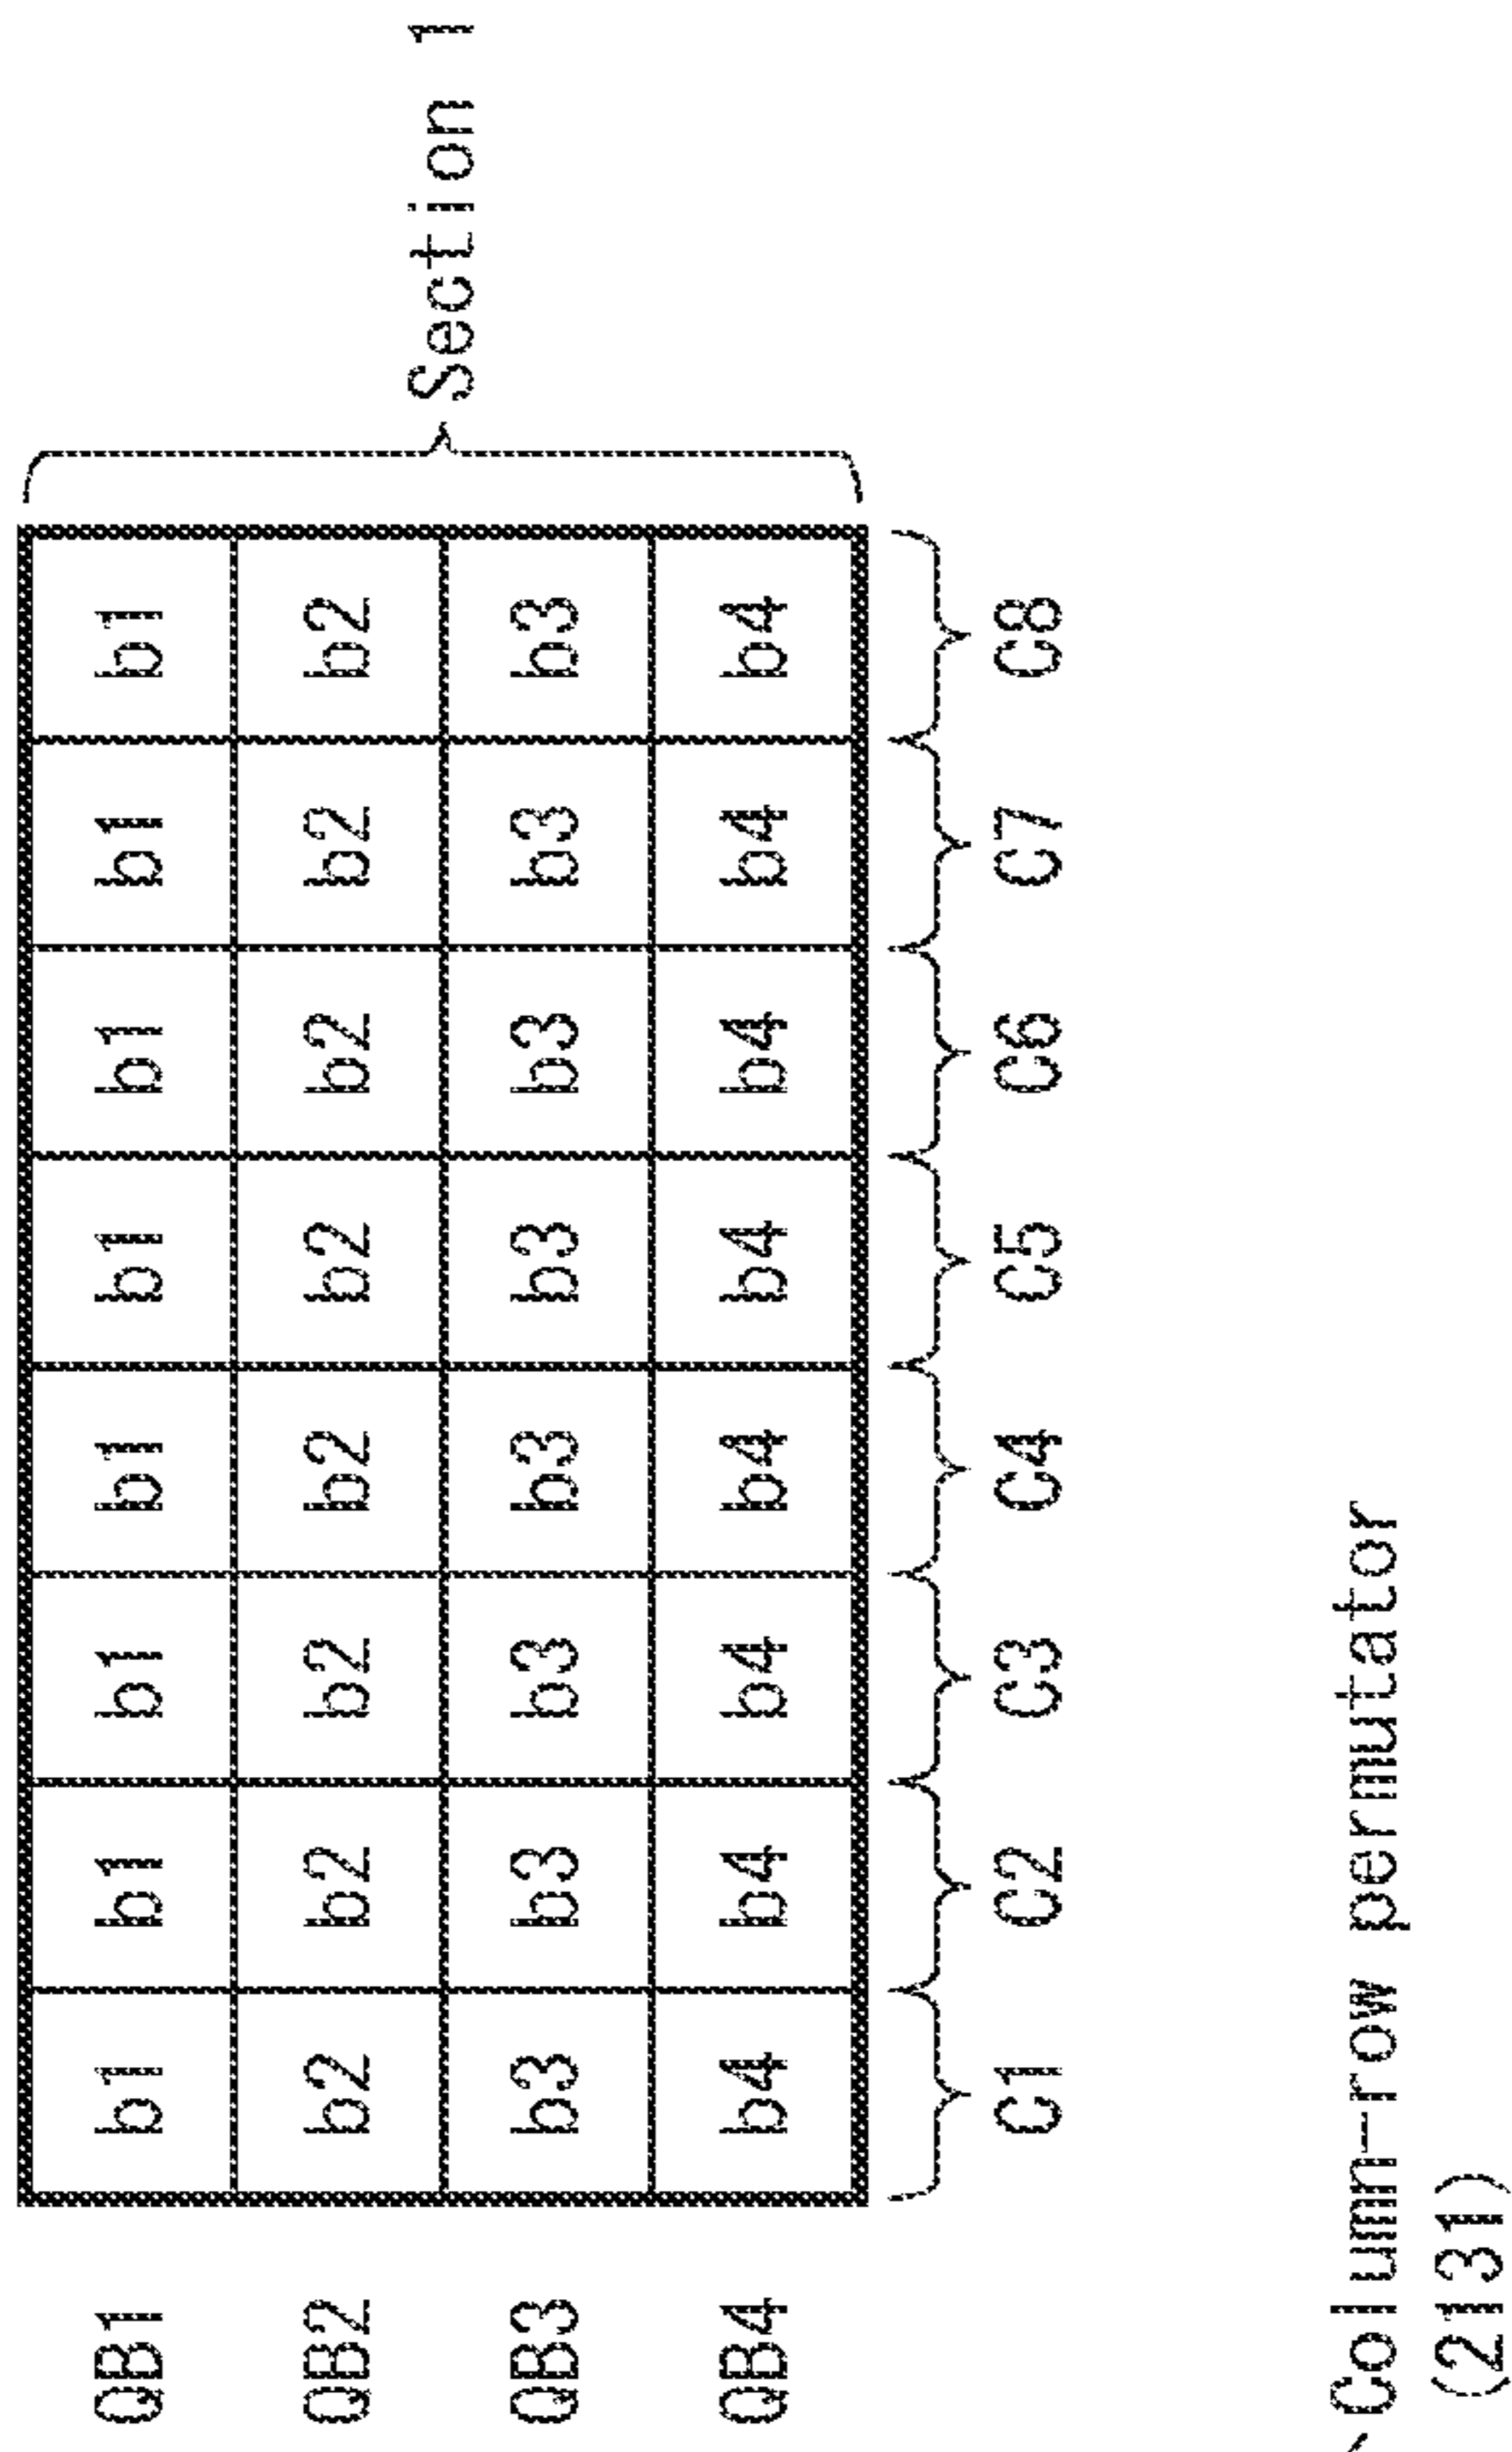 QB1 b1 b1 b1 b1 b1 b1 b1 b1
QB2 b2 b2 b2 b2 b2 b2 b2 b2
Section 1
QB3 b3 b3 b3 b3 b3 b3 b3 b3
QB4 b4 b4 b4 b4 b4 b4 b4 b4
C1 C2 C3 C4 C5 C6 C7 C8
Column-row permutator
(2131)